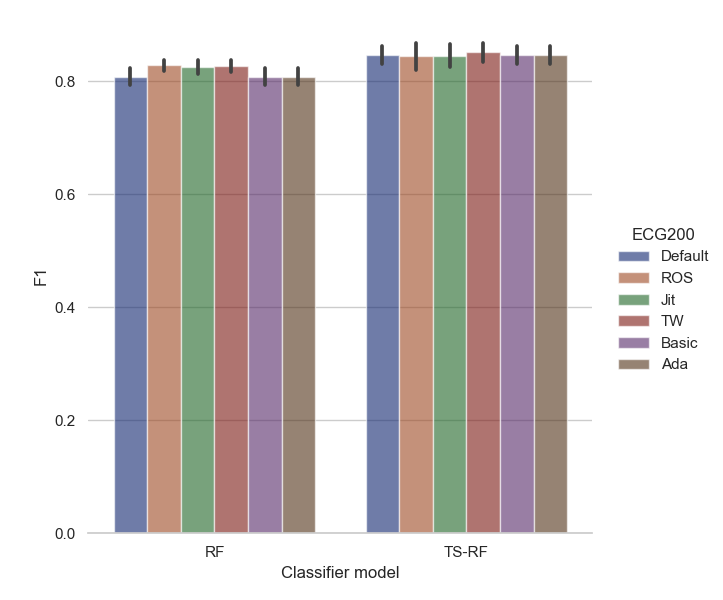 0.8
0.6
0.4
0.2
0.0
F1
RF
TS-RF
Classifier model
ECG200
Default
ROS
Jit
TW
Basic
Ada